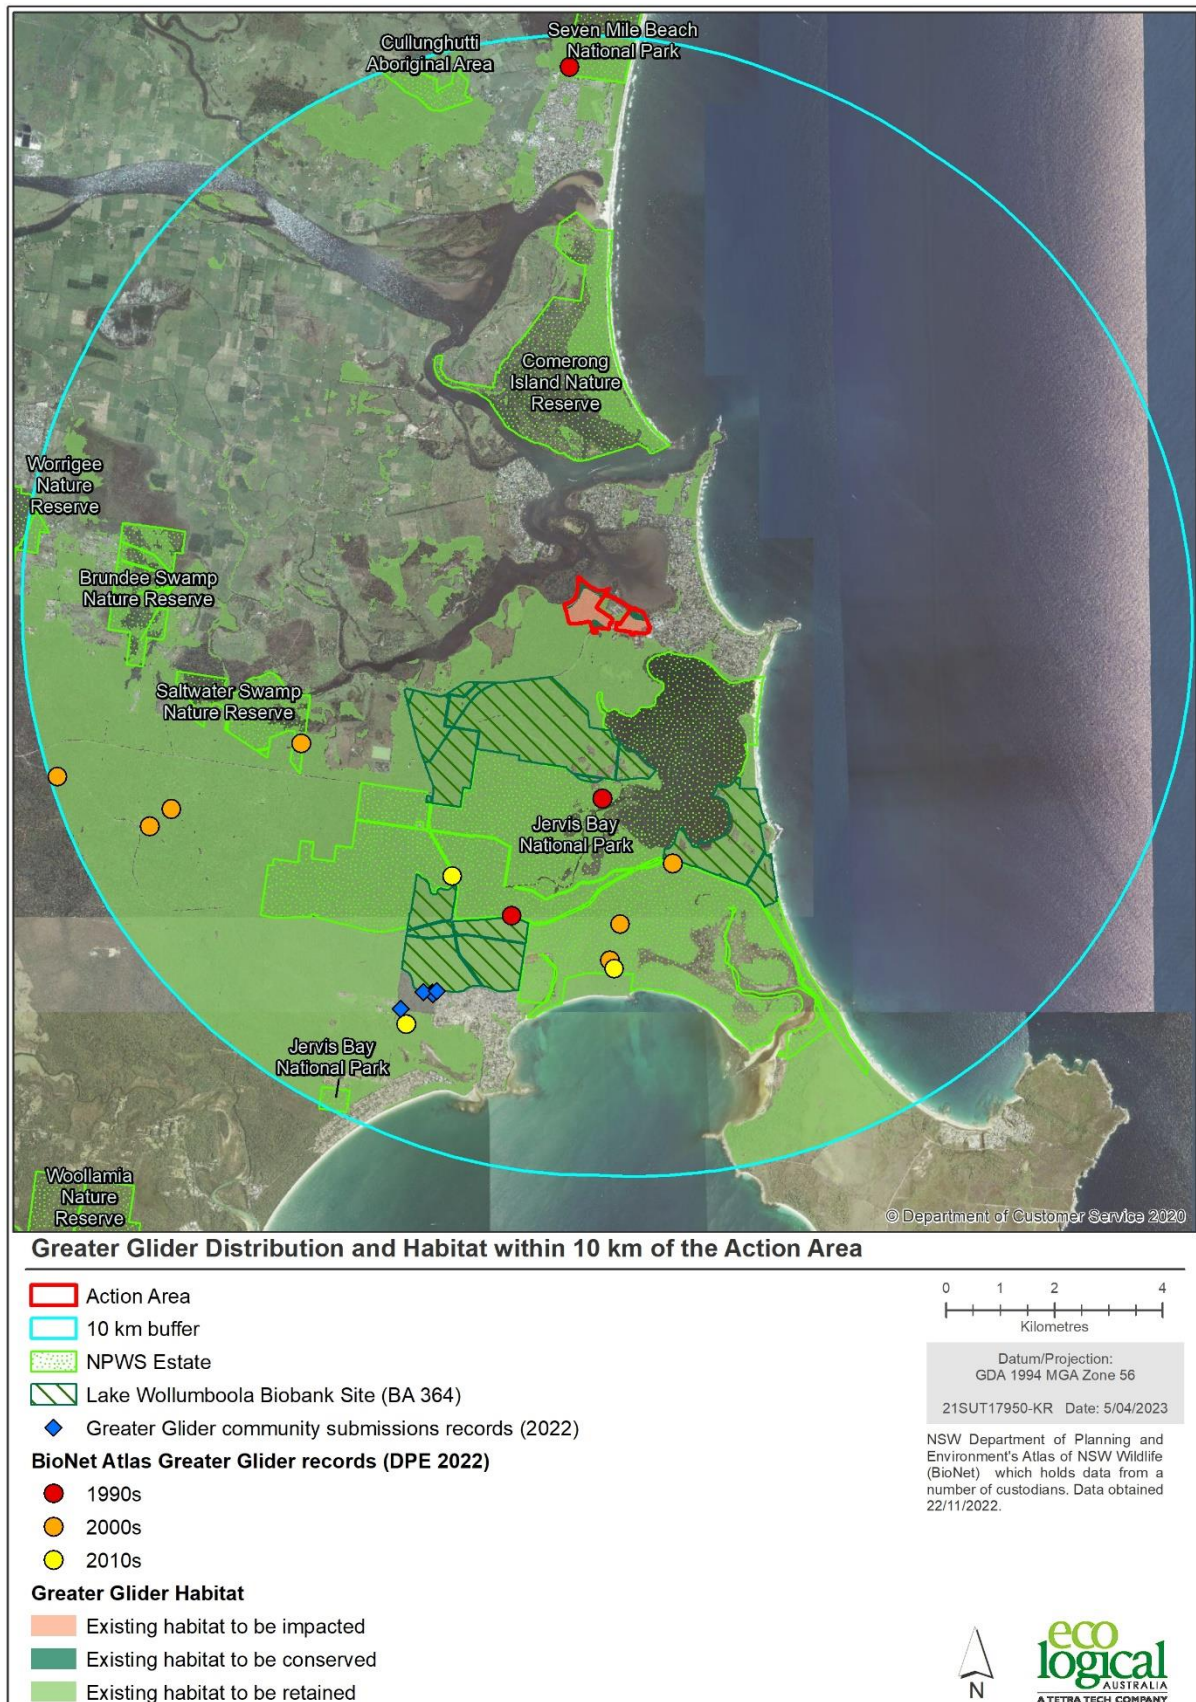 Cullunghutti
Aboriginal Area
Seven Mile Beach
National Park
Comerong
Island Nature
Reserve
Worrigee
Nature
Reserve
Brundee Swamp
Nature Reserve
Saltwater Swamp
Nature Reserve
Jervis Bay
National Park
Jervis Bay
National Park
Woollamia
Nature
Reserve
© Department of Customer Service 2020
Greater Glider Distribution and Habitat within 10 km of the Action Area
Action Area
10 km buffer
NPWS Estate
Lake Wollumboola Biobank Site (BA 364)
Greater Glider community submissions records (2022)
BioNet Atlas Greater Glider records (DPE 2022)
1990s
2000s
2010s
Greater Glider Habitat
Existing habitat to be impacted
Existing habitat to be conserved
Existing habitat to be retained
0 1 2 4
Kilometres
Datum/Projection:
GDA 1994 MGA Zone 56
21SUT17950-KR Date: 5/04/2023
NSW Department of Planning and
Environment's Atlas of NSW Wildlife
(BioNet) which holds data from a
number of custodians. Data obtained
22/11/2022.
N
eco
logical
AUSTRALIA
A TETRA TECH COMPANY